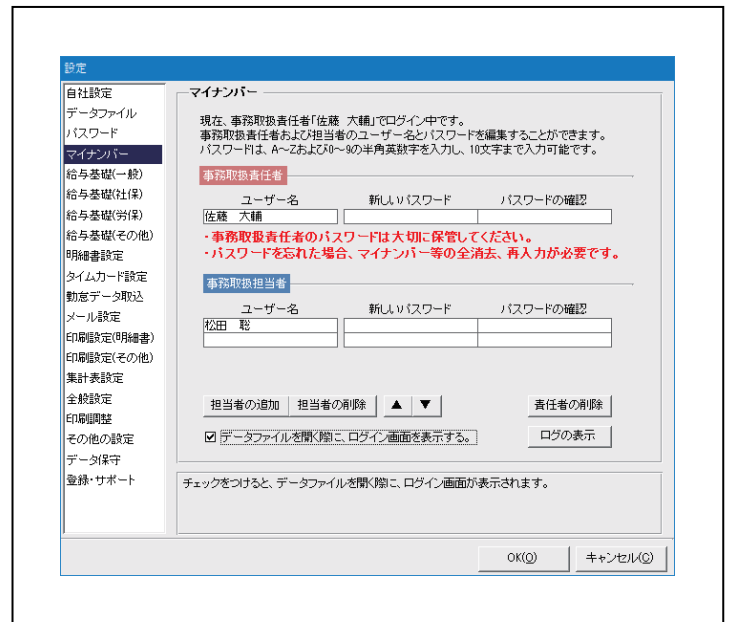 設定
自社設定
データファイル
パスワード
マイナンバー
給与基礎(一般)
給与基礎(社保)
給与基礎(労保)
給与基礎(その他)
明細書設定
タイムカード設定
勤怠データ取込
メール設定
印刷設定(明細書)
印刷設定(その他)
集計表設定
全般設定
印刷調整
その他の設定
データ保守
登録・サポート
マイナンバー
現在、事務取扱責任者「佐藤 大輔」でログイン中です。
事務取扱責任者および担当者のユーザー名とパスワードを編集することができます。
パスワードは、A～Zおよび0～9の半角英数字を入力し、10文字まで入力可能です。
事務取扱責任者
ユーザー名 新しいパスワード パスワードの確認
佐藤 大輔
・事務取扱責任者のパスワードは大切に保管してください。
・パスワードを忘れた場合、マイナンバー等の全消去、再入力が必要です。
事務取扱担当者
ユーザー名 新しいパスワード パスワードの確認
松田 聡
担当者の追加 担当者の削除 ▲ ▼ 責任者の削除
データファイルを開く際に、ログイン画面を表示する。 ログの表示
チェックをつけると、データファイルを開く際に、ログイン画面が表示されます。
OK(O) キャンセル(C)